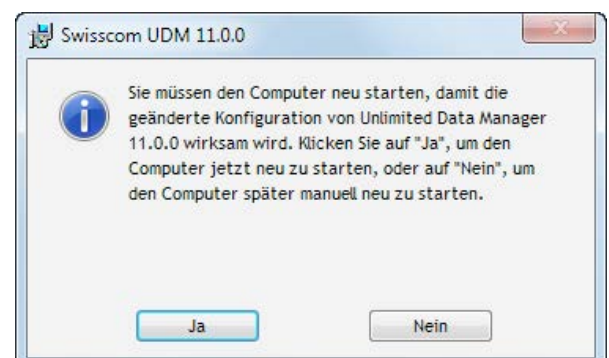 Swisscom UDM 11.0.0
Sie müssen den Computer neu starten, damit die
geänderte Konfiguration von Unlimited Data Manager
11.0.0 wirksam wird. Klicken Sie auf "Ja", um den
Computer jetzt neu zu starten, oder auf "Nein", um
den Computer später manuell neu zu starten.
Ja
Nein